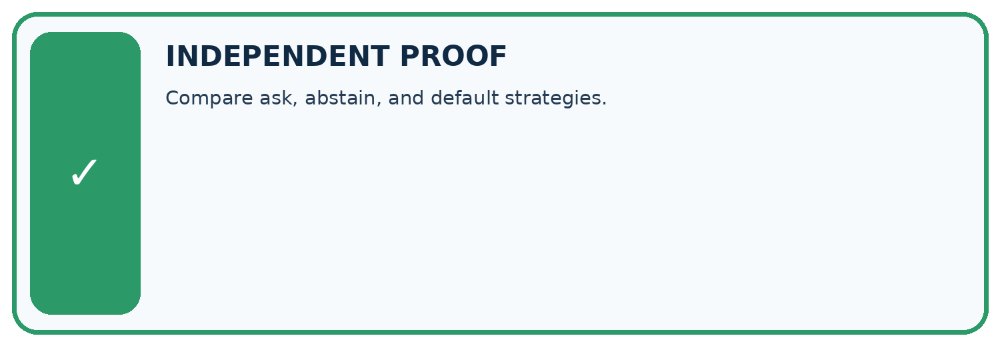 INDEPENDENT PROOF
Compare ask, abstain, and default strategies.
✓